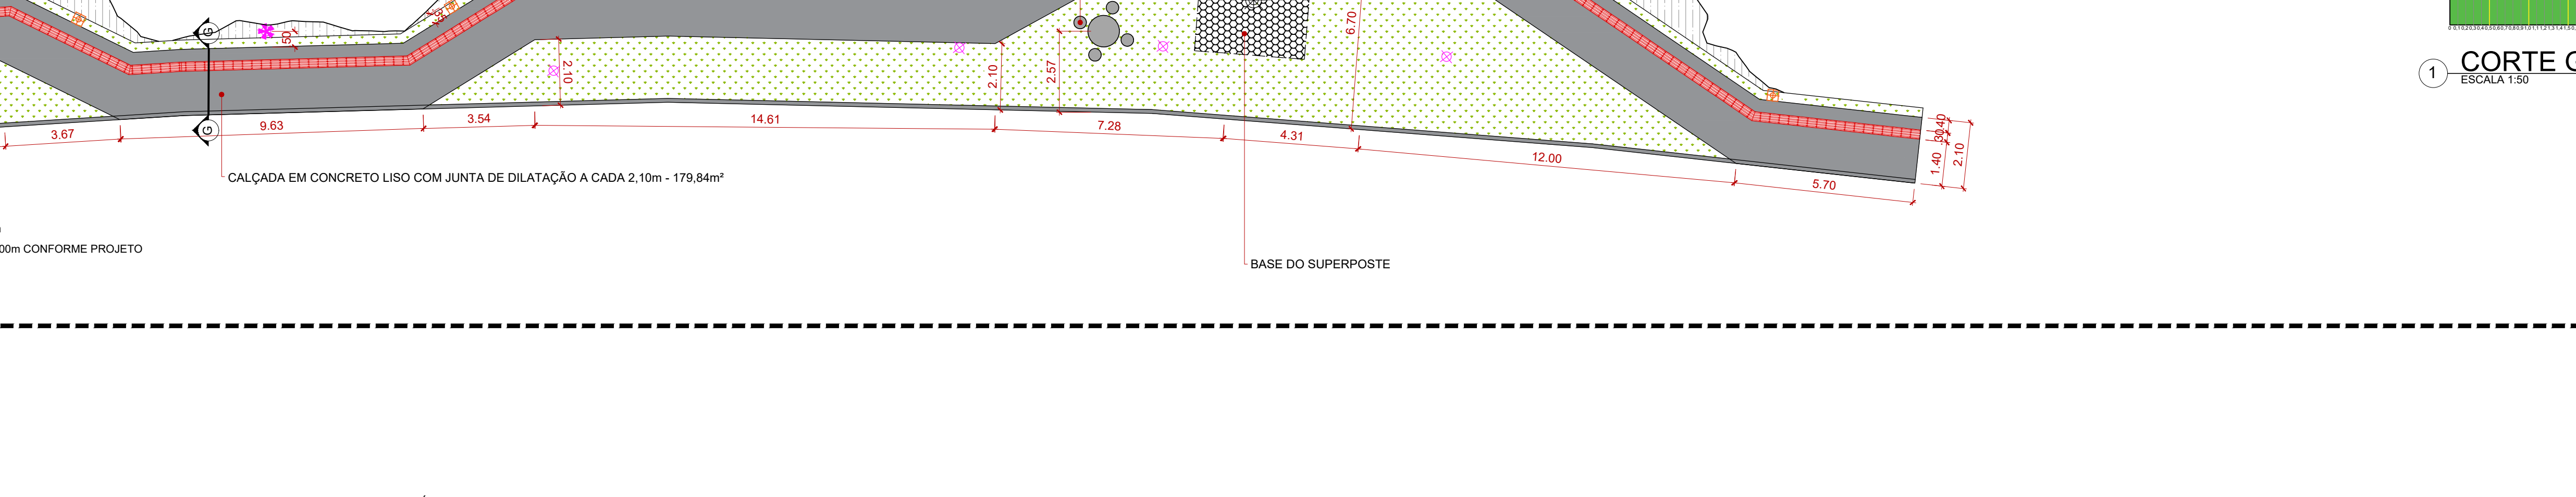 G
.50
.35
2.10
2.10
2.57
6.70
3.67
9.63
G
3.54
14.61
7.28
4.31
12.00
5.70
.40
.30
1.40
2.10
1
CORTE G
ESCALA 1:50
CALÇADA EM CONCRETO LISO COM JUNTA DE DILATAÇÃO A CADA 2,10m - 179,84m²
00m CONFORME PROJETO
BASE DO SUPERPOSTE